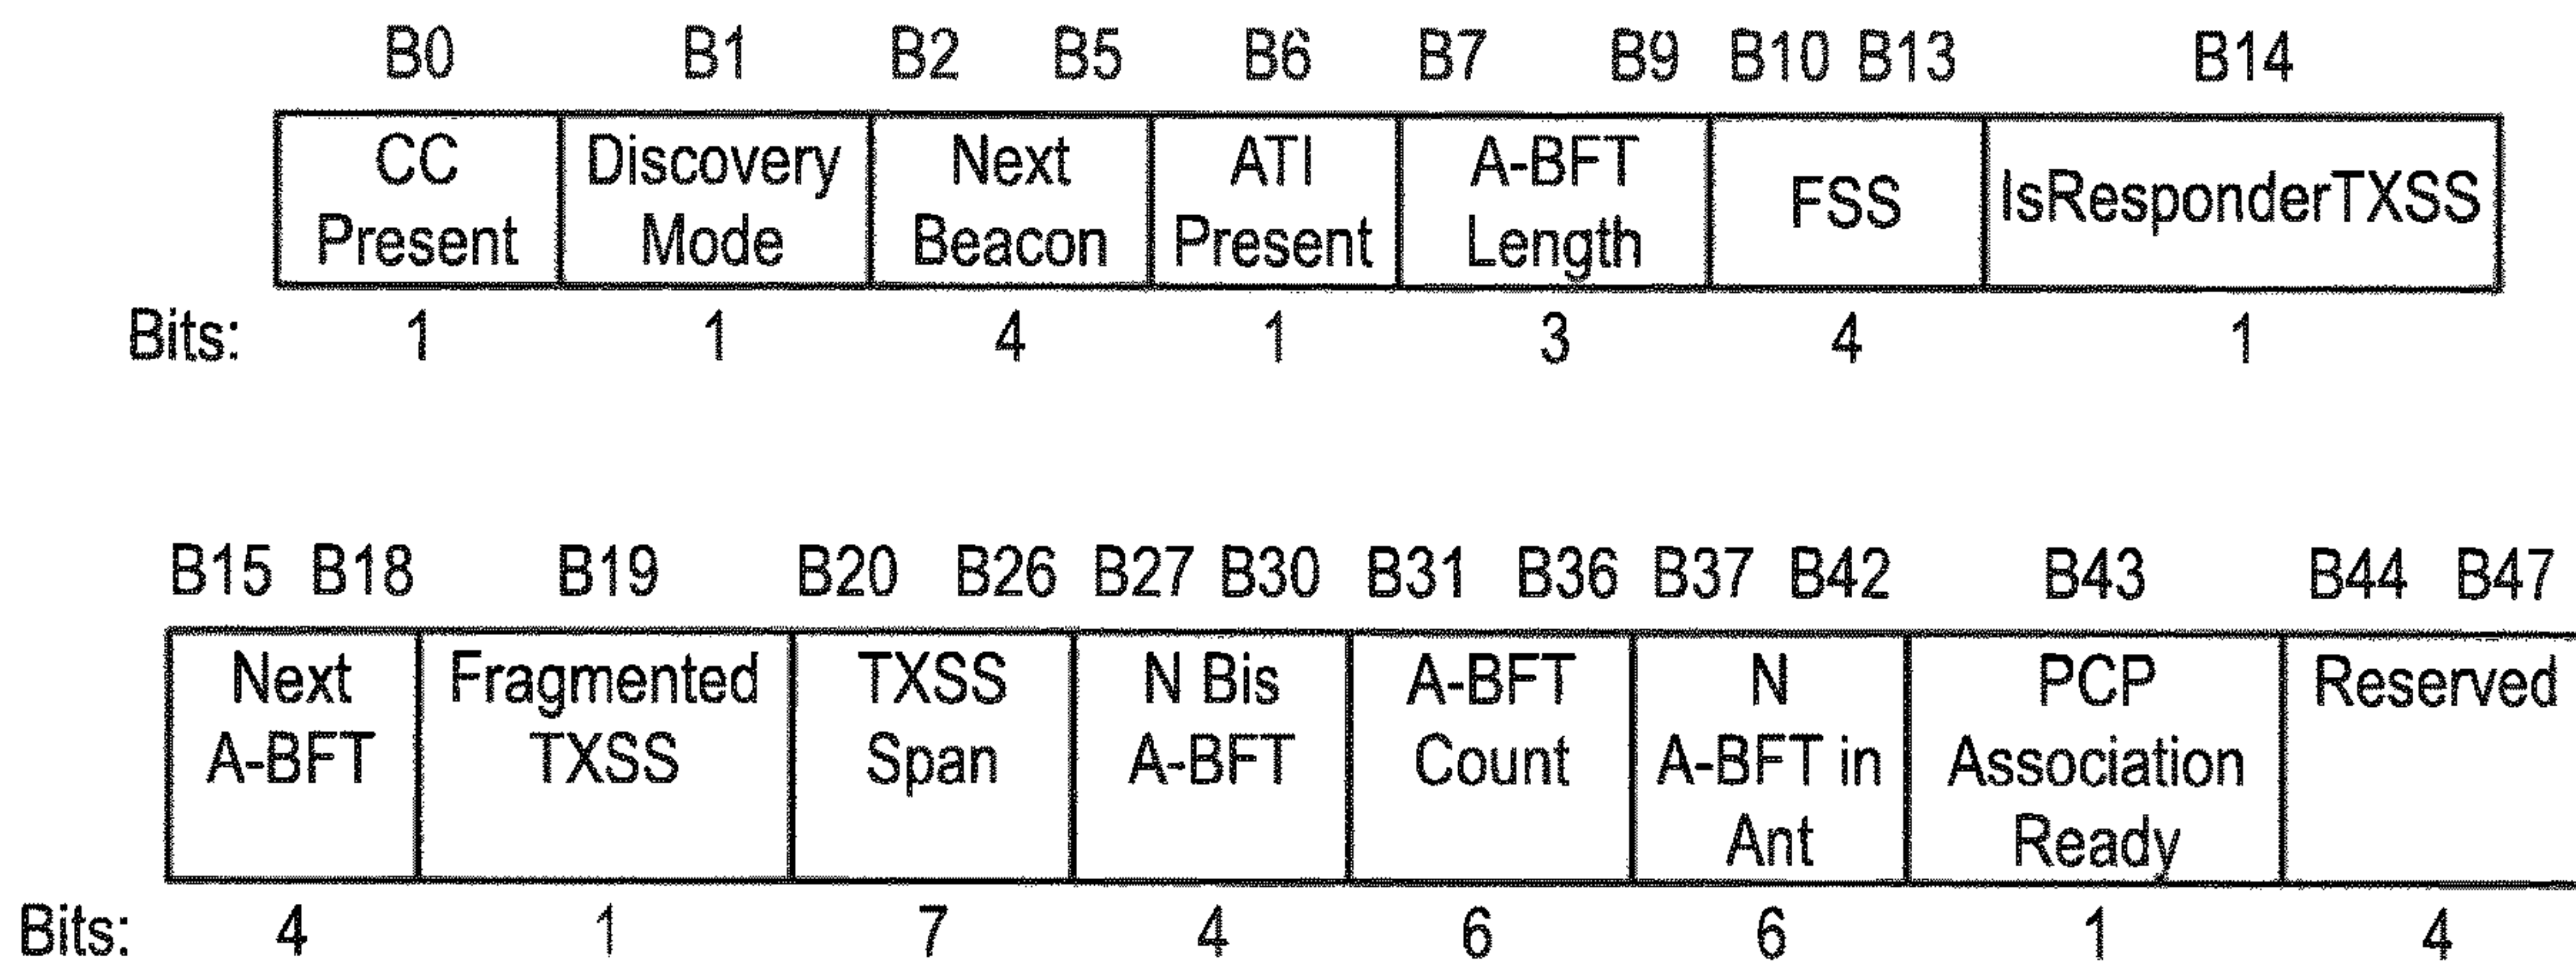 B0 B1 B2 B5 B6 B7 B9 B10 B13 B14
CC Discovery Next ATI A-BFT FSS IsResponderTXSS
Present Mode Beacon Present Length
Bits: 1 1 4 1 3 4 1
B15 B18 B19 B20 B26 B27 B30 B31 B36 B37 B42 B43 B44 B47
Next Fragmented TXSS N Bis A-BFT N PCP Reserved
A-BFT TXSS Span A-BFT Count A-BFT in Association
Ant Ready
Bits: 4 1 7 4 6 6 1 4